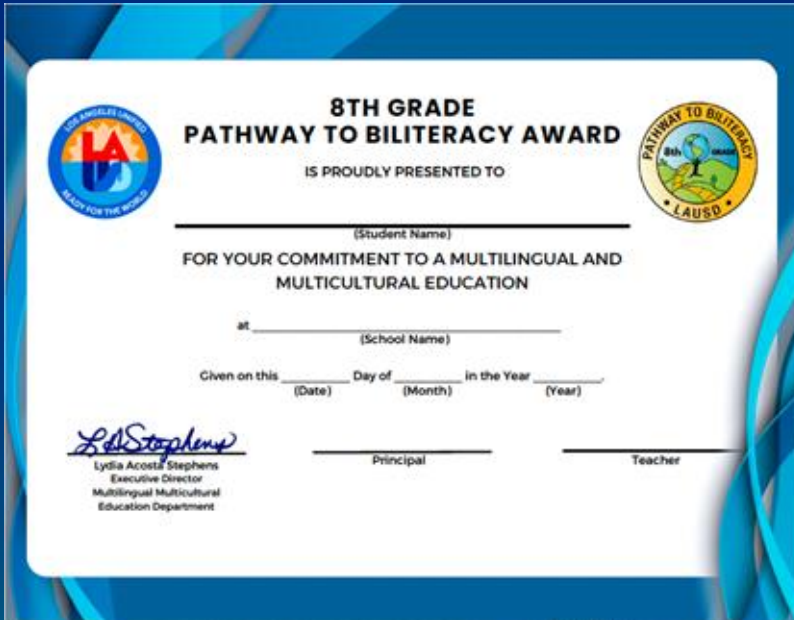 8TH GRADE
PATHWAY TO BILITERACY AWARD
IS PROUDLY PRESENTED TO
LOS ANGELES UNIFIED
LAUSD
READY FOR THE WORLD
PATHWAY TO BILITERACY
8th GRADE
• LAUSD •
(Student Name)
FOR YOUR COMMITMENT TO A MULTILINGUAL AND
MULTICULTURAL EDUCATION
at
(School Name)
Given on this Day of in the Year .
(Date) (Month) (Year)
LAStephens
Lydia Acosta Stephens
Executive Director
Multilingual Multicultural
Education Department
Principal
Teacher